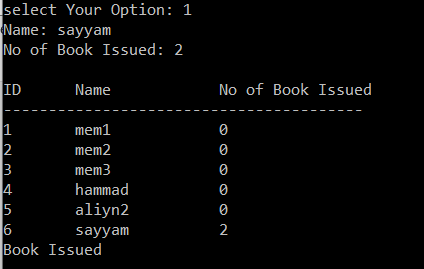 select Your Option: 1
Name: sayyam
No of Book Issued: 2
ID Name No of Book Issued
----------------------------------------
1 mem1 0
2 mem2 0
3 mem3 0
4 hammad 0
5 aliyn2 0
6 sayyam 2
Book Issued